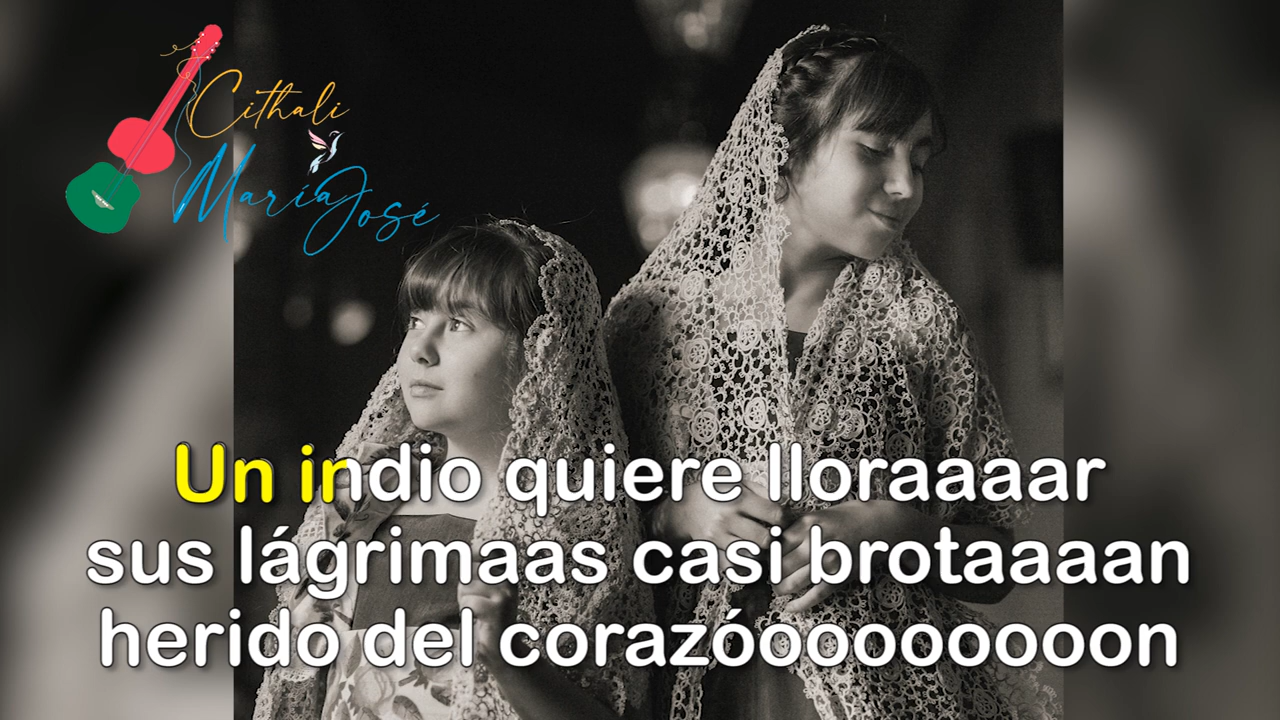 Cithali
María José
Un indio quiere lloraaaar
sus lágrimaas casi brotaaaan
herido del corazóooooooooon